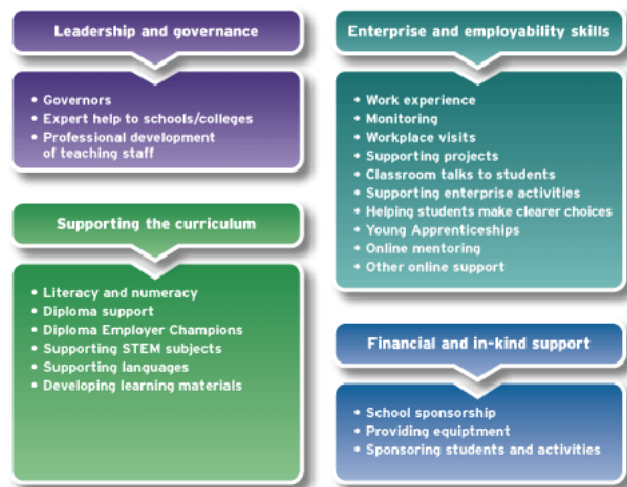 Leadership and governance
• Governors
• Expert help to schools/colleges
• Professional development
of teaching staff
Supporting the curriculum
• Literacy and numeracy
• Diploma support
• Diploma Employer Champions
• Supporting STEM subjects
• Supporting languages
• Developing learning materials
Enterprise and employability skills
• Work experience
• Monitoring
• Workplace visits
• Supporting projects
• Classroom talks to students
• Supporting enterprise activities
• Helping students make clearer choices
• Young Apprenticeships
• Online mentoring
• Other online support
Financial and in-kind support
• School sponsorship
• Providing equiptment
• Sponsoring students and activities